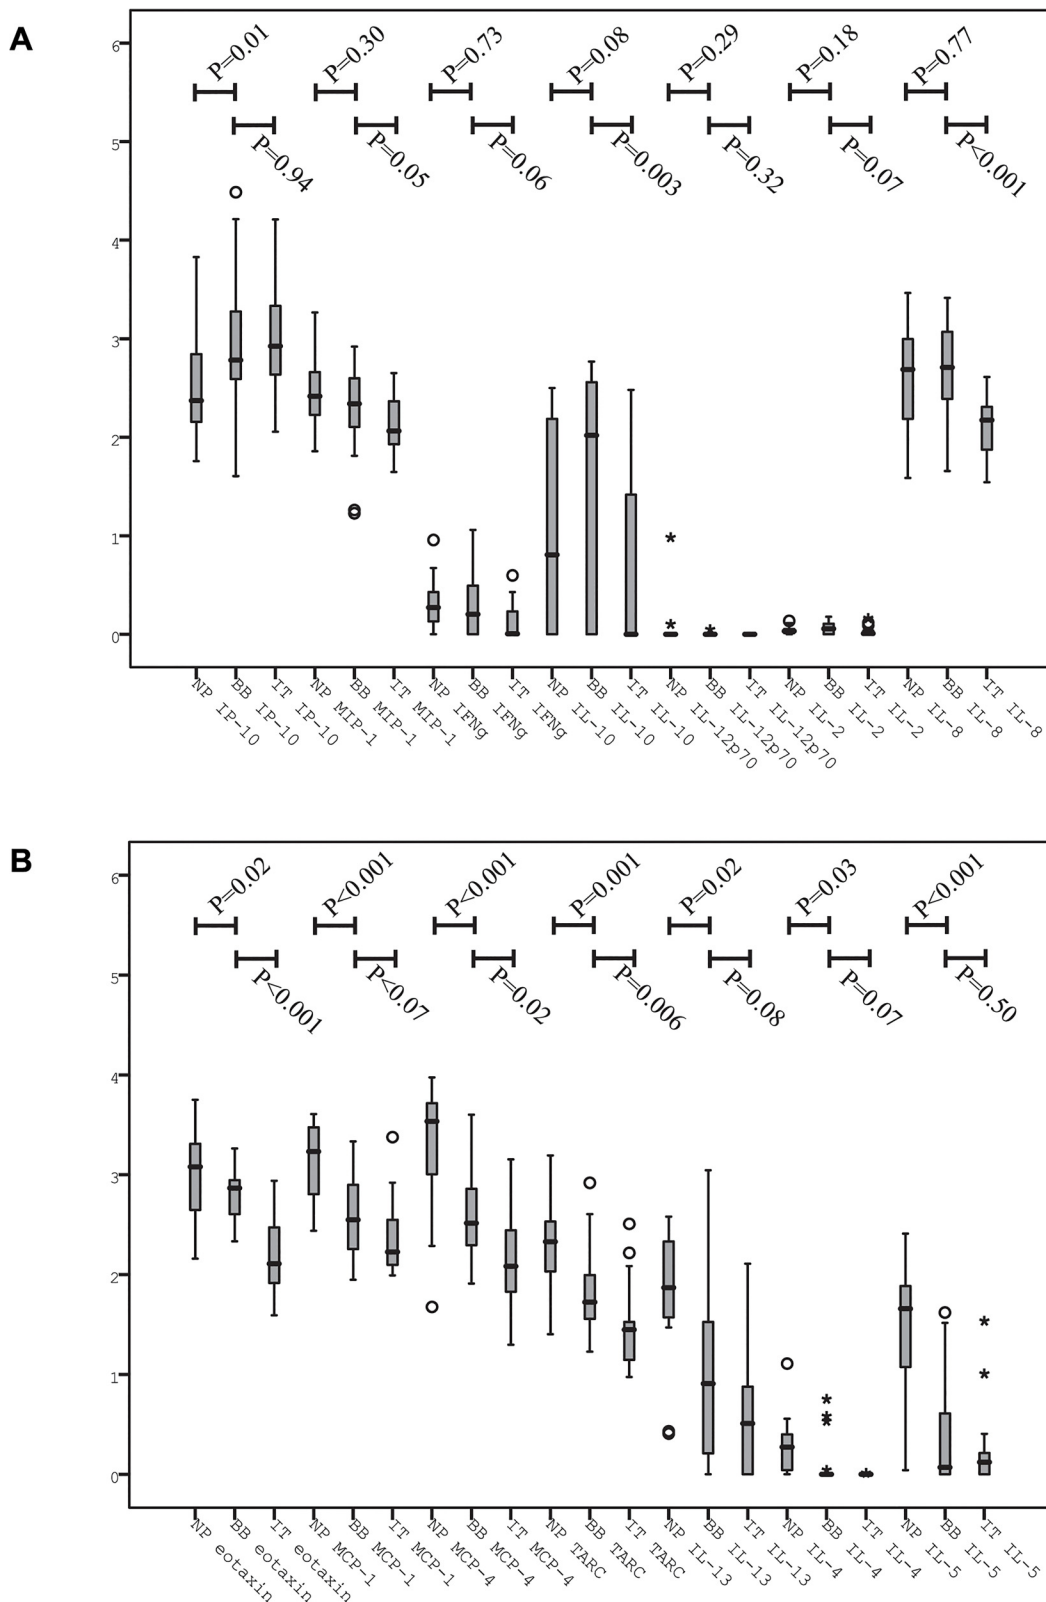 A
6
5
4
3
2
1
0
P=0.01
P=0.30
P=0.73
P=0.08
P=0.29
P=0.18
P=0.77
P=0.94
P=0.05
P=0.06
P=0.003
P=0.32
P=0.07
P<0.001
NP IP-10
BB IP-10
IT IP-10
NP MIP-1
BB MIP-1
IT MIP-1
NP IFNg
BB IFNg
IT IFNg
NP IL-10
BB IL-10
IT IL-10
NP IL-12p70
BB IL-12p70
IT IL-12p70
NP IL-2
BB IL-2
IT IL-2
NP IL-8
BB IL-8
IT IL-8
B
6
5
4
3
2
1
0
P=0.02
P<0.001
P<0.001
P=0.001
P=0.02
P=0.03
P<0.001
P<0.001
P<0.07
P=0.02
P=0.006
P=0.08
P=0.07
P=0.50
NP eotaxin
BB eotaxin
IT eotaxin
NP MCP-1
BB MCP-1
IT MCP-1
NP MCP-4
BB MCP-4
IT MCP-4
NP TARC
BB TARC
IT TARC
NP IL-13
BB IL-13
IT IL-13
NP IL-4
BB IL-4
IT IL-4
NP IL-5
BB IL-5
IT IL-5